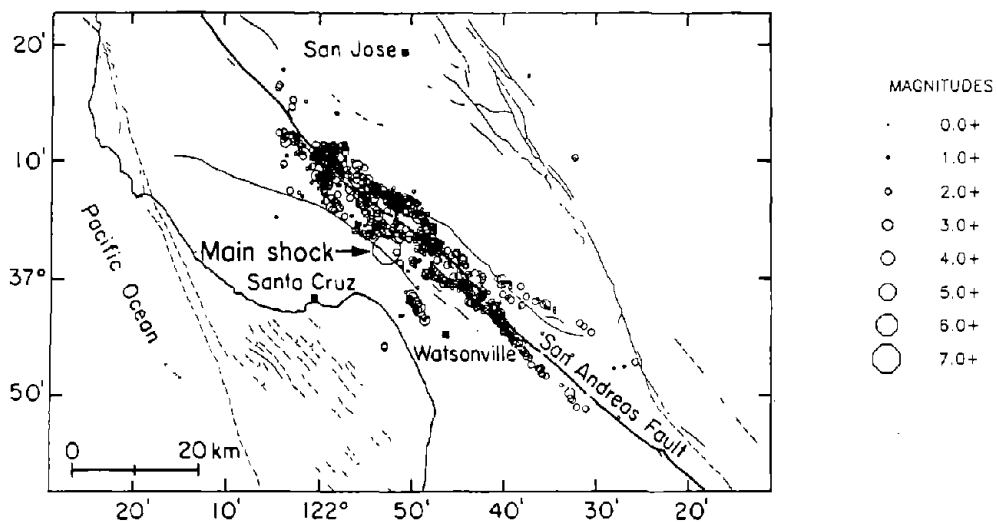 20'
San Jose
10'
Main shock
37°
Santa Cruz
Pacific Ocean
Watsonville
San Andreas Fault
50'
0 20 km
20' 10' 122° 50' 40' 30' 20'
MAGNITUDES
0.0+
1.0+
2.0+
3.0+
4.0+
5.0+
6.0+
7.0+